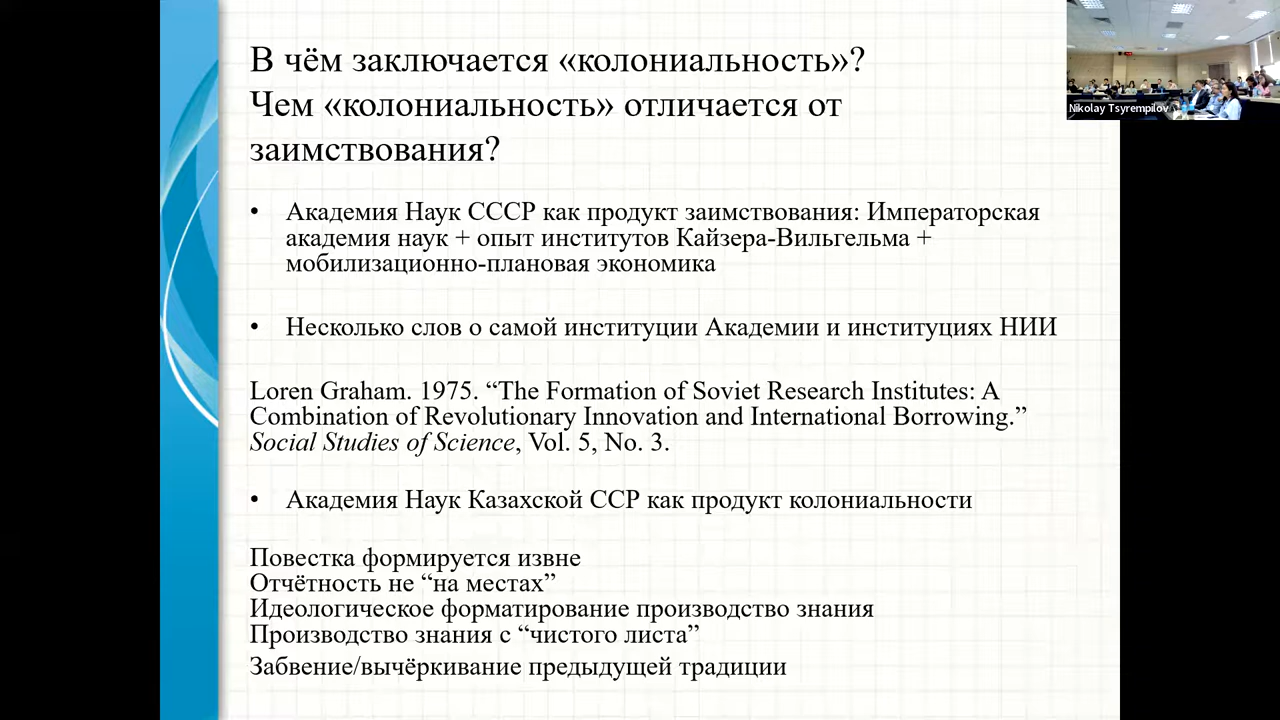 В чём заключается «колониальность»?
Чем «колониальность» отличается от
заимствования?
• Академия Наук СССР как продукт заимствования: Императорская
академия наук + опыт институтов Кайзера-Вильгельма +
мобилизационно-плановая экономика
• Несколько слов о самой институции Академии и институциях НИИ
Loren Graham. 1975. “The Formation of Soviet Research Institutes: A
Combination of Revolutionary Innovation and International Borrowing.”
Social Studies of Science, Vol. 5, No. 3.
• Академия Наук Казахской ССР как продукт колониальности
Повестка формируется извне
Отчётность не “на местах”
Идеологическое форматирование производство знания
Производство знания с “чистого листа”
Забвение/вычёркивание предыдущей традиции
Nikolay Tsyrempilov